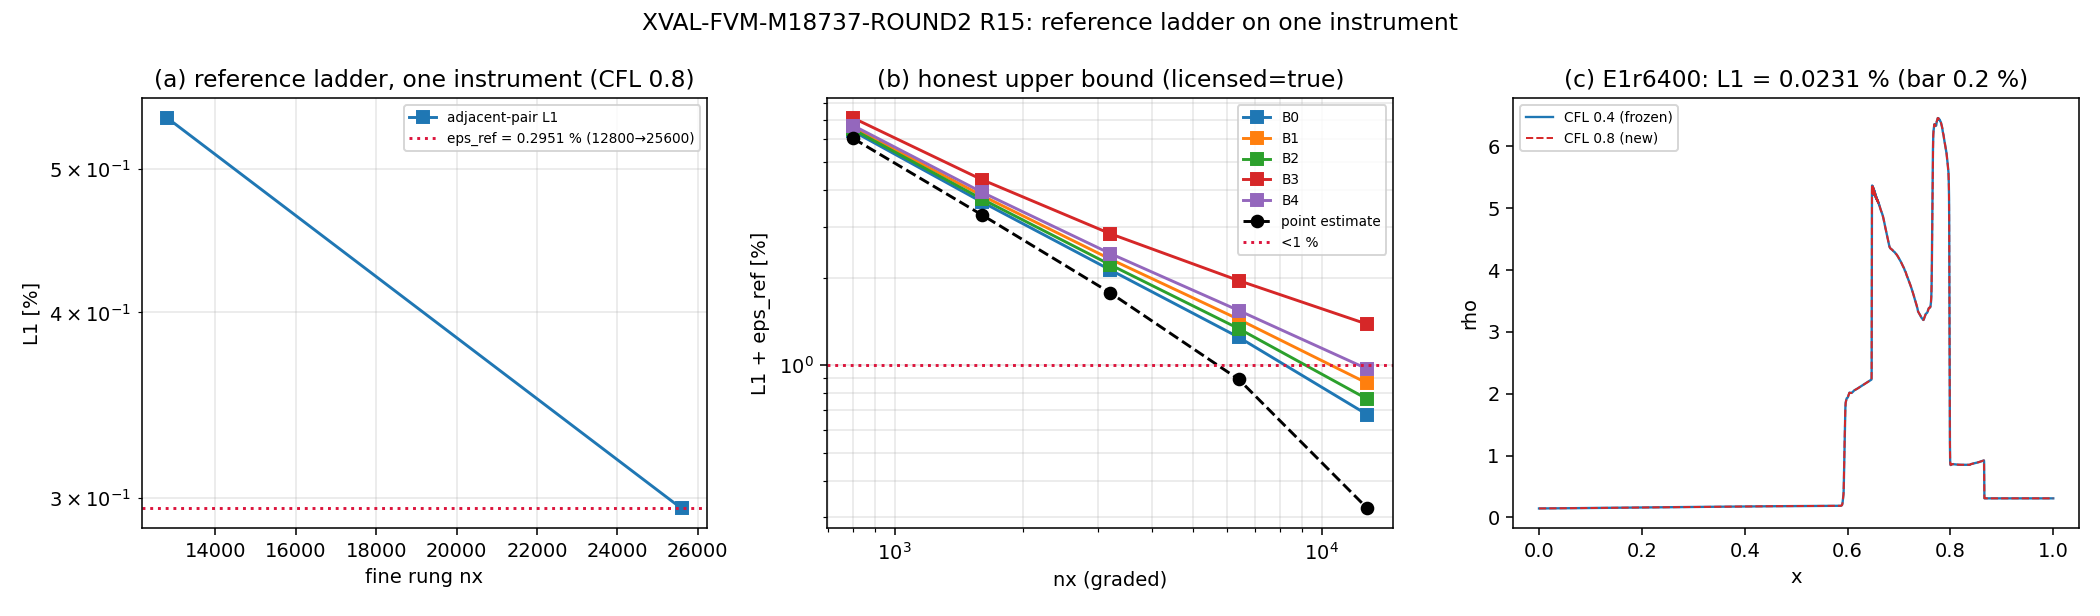 XVAL-FVM-M18737-ROUND2 R15: reference ladder on one instrument
(a) reference ladder, one instrument (CFL 0.8)
adjacent-pair L1
eps_ref = 0.2951 % (12800→25600)
5 × 10⁻¹
4 × 10⁻¹
3 × 10⁻¹
L1 [%]
14000 16000 18000 20000 22000 24000 26000
fine rung nx
(b) honest upper bound (licensed=true)
B0
B1
B2
B3
B4
point estimate
<1 %
10⁰
L1 + eps_ref [%]
10³ 10⁴
nx (graded)
(c) E1r6400: L1 = 0.0231 % (bar 0.2 %)
CFL 0.4 (frozen)
CFL 0.8 (new)
6
5
4
3
2
1
0
rho
0.0 0.2 0.4 0.6 0.8 1.0
x